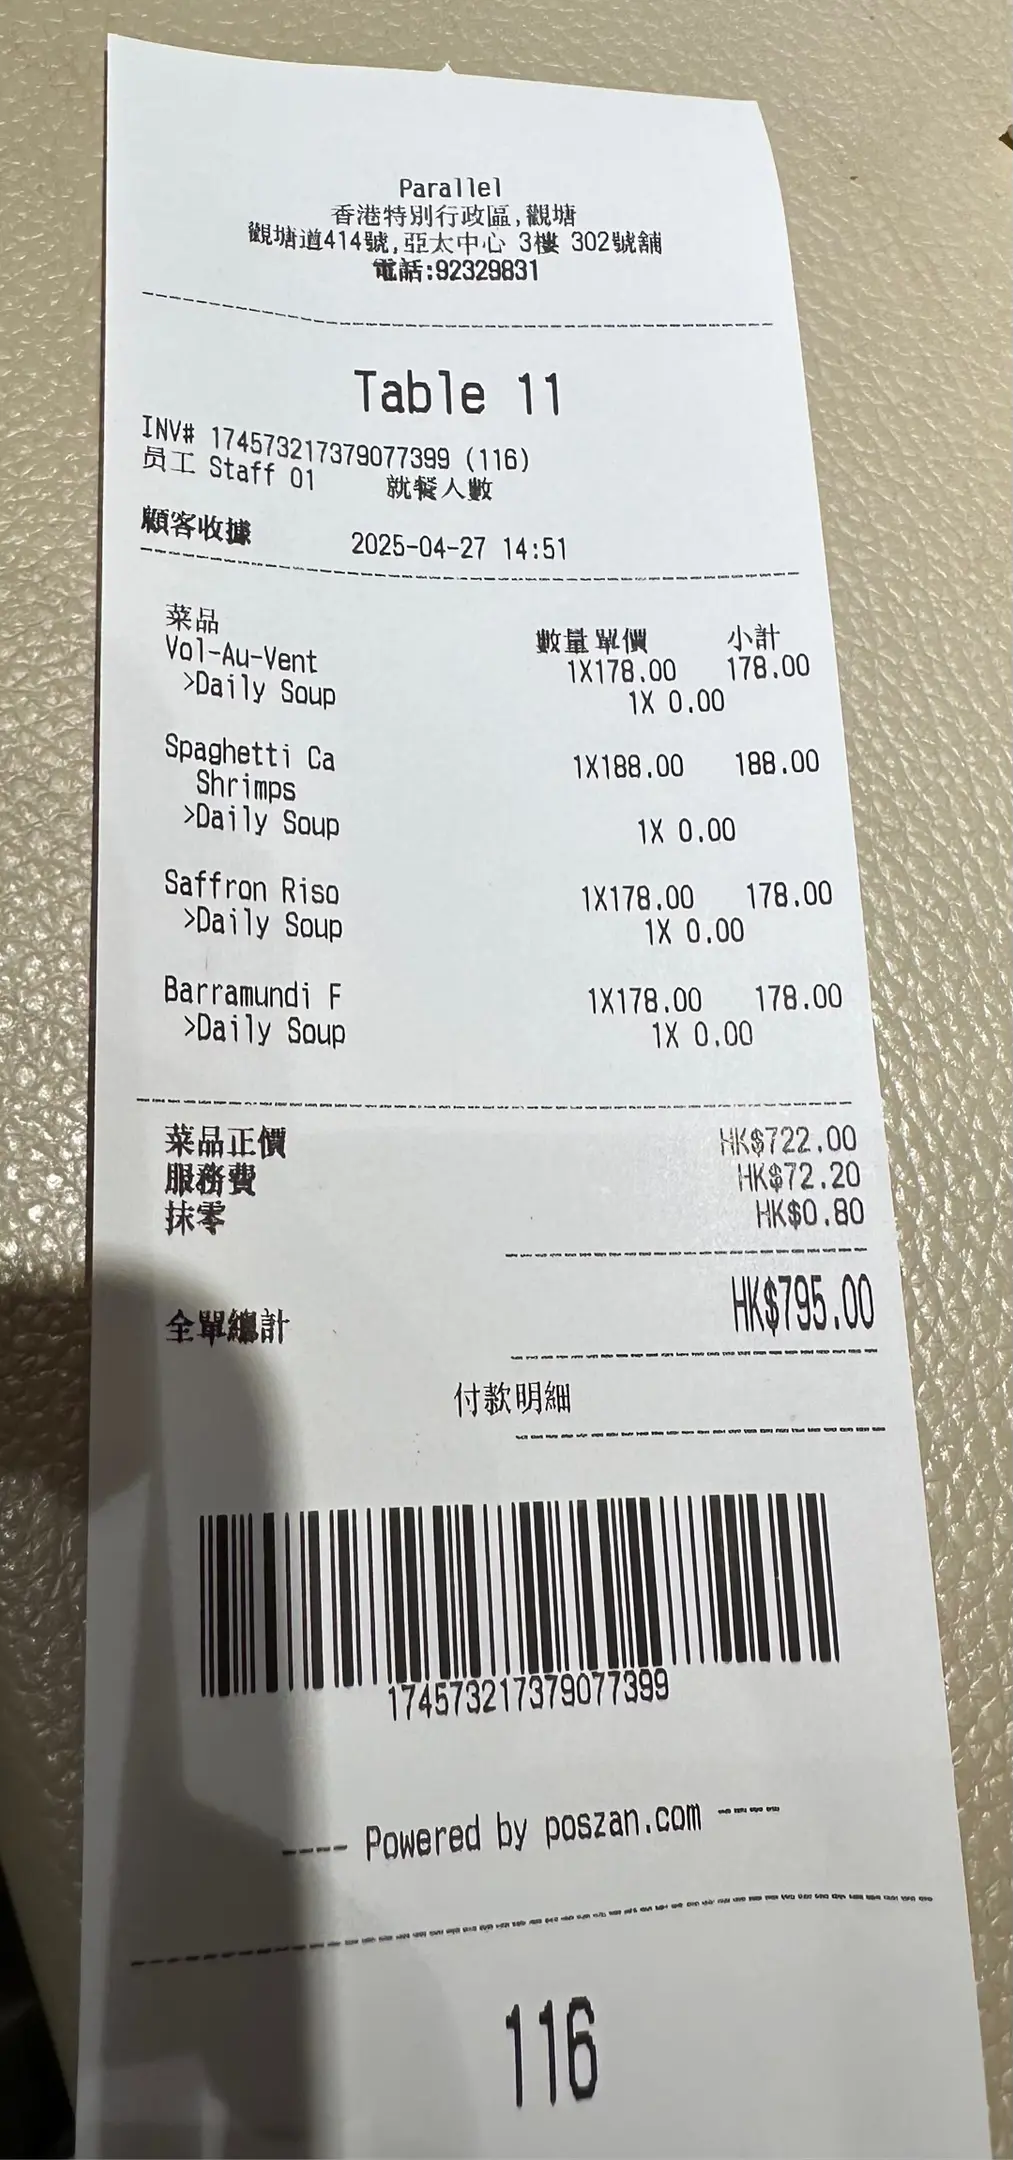 Parallel
香港特別行政區,觀塘
觀塘道414號,亞太中心 3樓 302號舖
電話:92329831
Table 11
INV# 174573217379077399 (116)
员工 Staff 01 就餐人數
顧客收據 2025-04-27 14:51
菜品 數量 單價 小計
Vol-Au-Vent 1X178.00 178.00
>Daily Soup 1X 0.00
Spaghetti Ca 1X188.00 188.00
Shrimps
>Daily Soup 1X 0.00
Saffron Riso 1X178.00 178.00
>Daily Soup 1X 0.00
Barramundi F 1X178.00 178.00
>Daily Soup 1X 0.00
菜品正價 HK$722.00
服務費 HK$72.20
抹零 HK$0.80
全單總計 HK$795.00
付款明細
174573217379077399
---- Powered by poszan.com ----
116